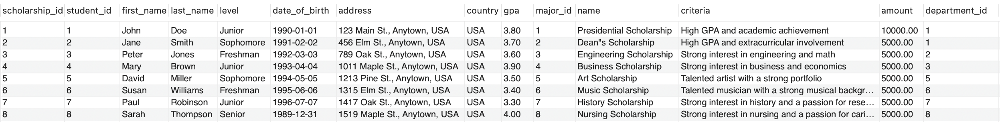 scholarship_id student_id first_name last_name level date_of_birth address country gpa major_id name criteria amount department_id
1 1 John Doe Junior 1990-01-01 123 Main St., Anytown, USA USA 3.80 1 Presidential Scholarship High GPA and academic achievement 10000.00 1
2 2 Jane Smith Sophomore 1991-02-02 456 Elm St., Anytown, USA USA 3.70 2 Dean"s Scholarship High GPA and extracurricular involvement 5000.00 1
3 3 Peter Jones Freshman 1992-03-03 789 Oak St., Anytown, USA USA 3.60 3 Engineering Scholarship Strong interest in engineering and math 5000.00 2
4 4 Mary Brown Junior 1993-04-04 1011 Maple St., Anytown, USA USA 3.90 4 Business Scholarship Strong interest in business and economics 5000.00 3
5 5 David Miller Sophomore 1994-05-05 1213 Pine St., Anytown, USA USA 3.50 5 Art Scholarship Talented artist with a strong portfolio 5000.00 5
6 6 Susan Williams Freshman 1995-06-06 1315 Elm St., Anytown, USA USA 3.40 6 Music Scholarship Talented musician with a strong musical backgr... 5000.00 6
7 7 Paul Robinson Junior 1996-07-07 1417 Oak St., Anytown, USA USA 3.30 7 History Scholarship Strong interest in history and a passion for rese... 5000.00 7
8 8 Sarah Thompson Senior 1989-12-31 1519 Maple St., Anytown, USA USA 4.00 8 Nursing Scholarship Strong interest in nursing and a passion for cari... 5000.00 8